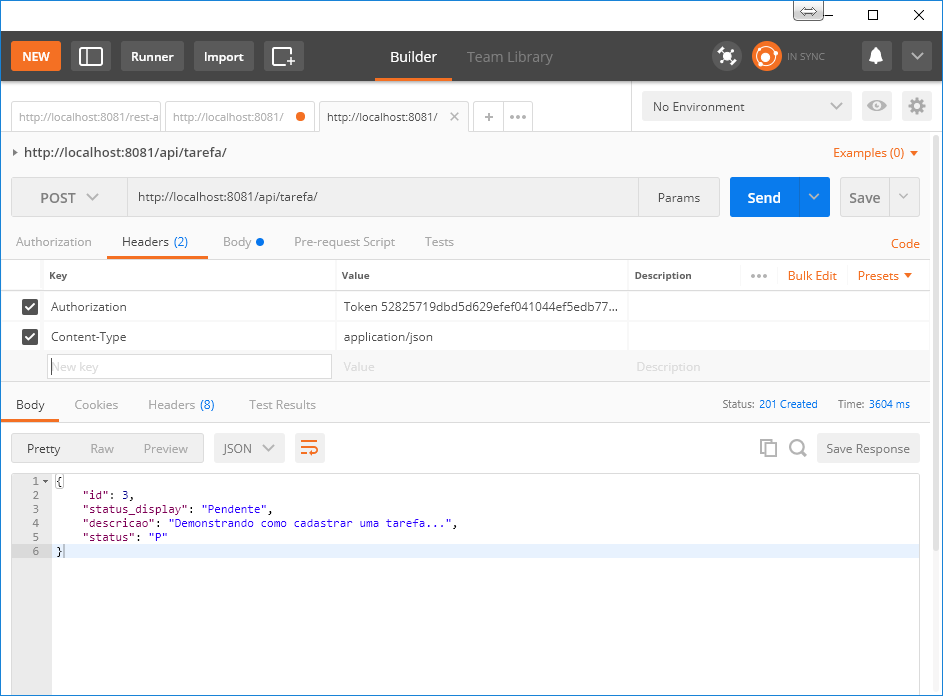 NEW Runner Import Builder Team Library IN SYNC
http://localhost:8081/rest-a http://localhost:8081/ http://localhost:8081/ No Environment
http://localhost:8081/api/tarefa/ Examples (0)
POST http://localhost:8081/api/tarefa/ Params Send Save
Authorization Headers (2) Body Pre-request Script Tests Code
Key Value Description Bulk Edit Presets
Authorization Token 52825719dbd5d629efef041044ef5edb77...
Content-Type application/json
New key Value Description
Body Cookies Headers (8) Test Results Status: 201 Created Time: 3604 ms
Pretty Raw Preview JSON Save Response
1 {
2 "id": 3,
3 "status_display": "Pendente",
4 "descricao": "Demonstrando como cadastrar uma tarefa...",
5 "status": "P"
6 }